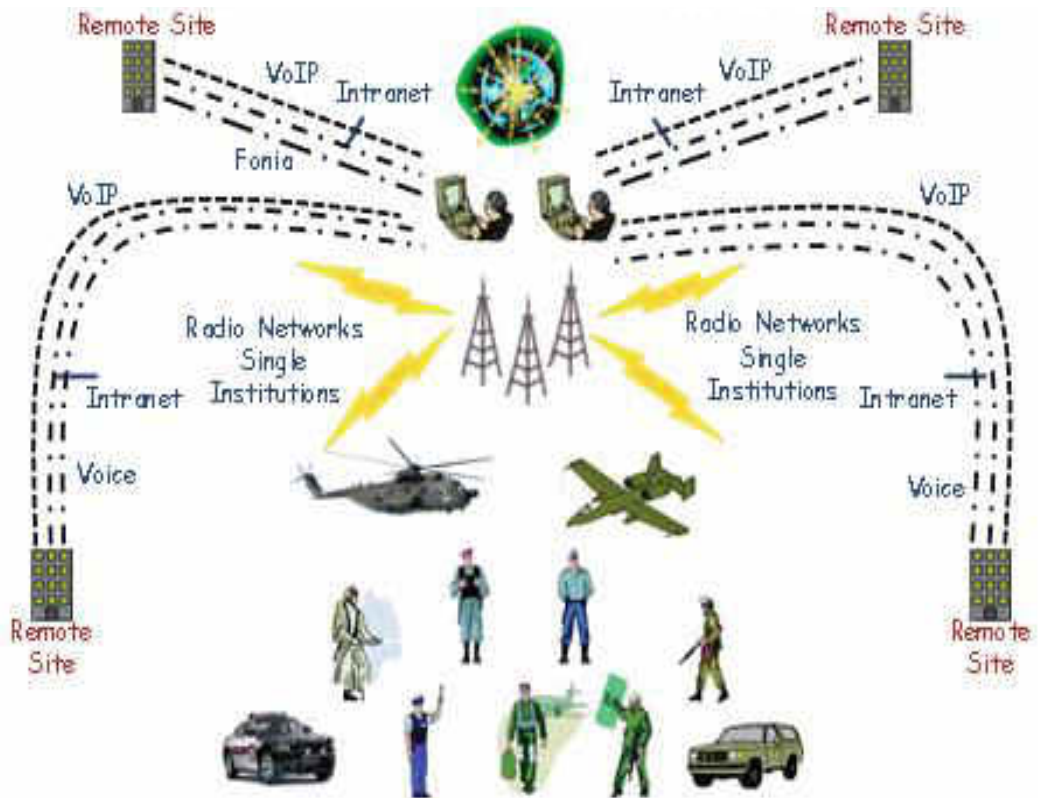 Remote Site
Remote Site
VoIP
VoIP
Intranet
Intranet
Fonia
VoIP
VoIP
Radio Networks
Single
Institutions
Radio Networks
Single
Institutions
Intranet
Intranet
Voice
Voice
Remote
Site
Remote
Site